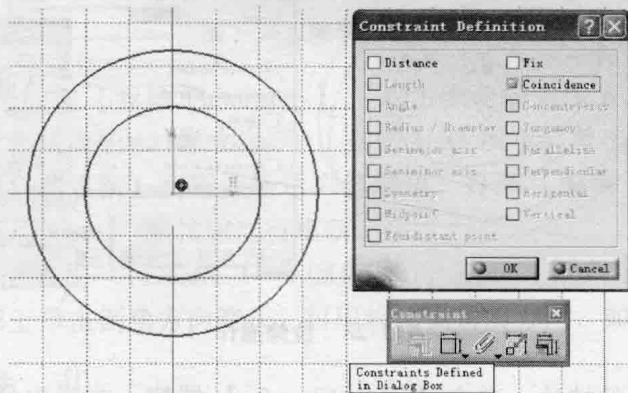 Constraint Definition
Distance
Fix
Length
Coincidence
Angle
Concentricity
Radius / Diameter
Tangency
Semimajor axis
Parallelism
Semiminor axis
Perpendicular
Symmetry
Horizontal
Midpoint
Vertical
Equidistant point
OK
Cancel
Constraint
Constraints Defined
in Dialog Box